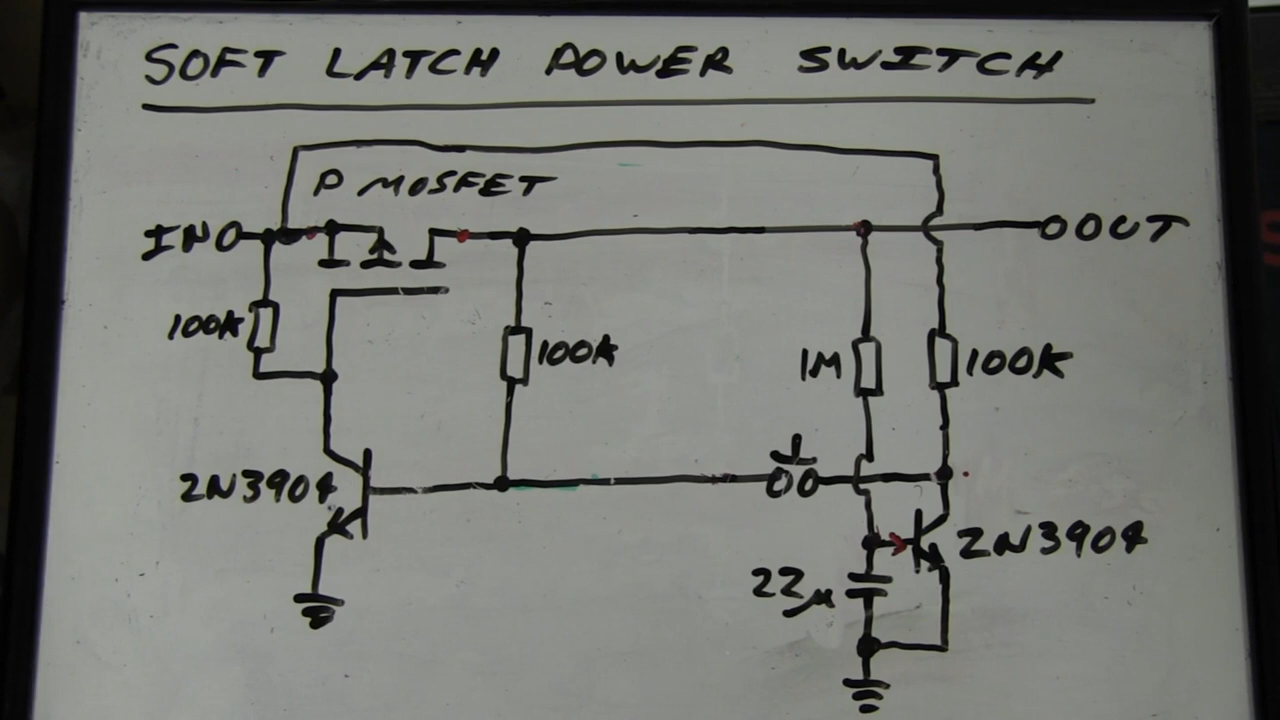 SOFT LATCH POWER SWITCH
P MOSFET
IN
OUT
100K
100K
1M
100K
2N3904
2N3904
22µ